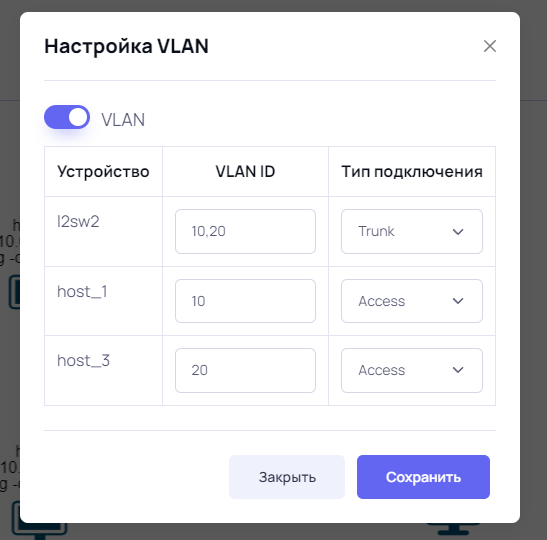 Настройка VLAN
VLAN
Устройство VLAN ID Тип подключения
l2sw2 10,20 Trunk
host_1 10 Access
host_3 20 Access
Закрыть Сохранить